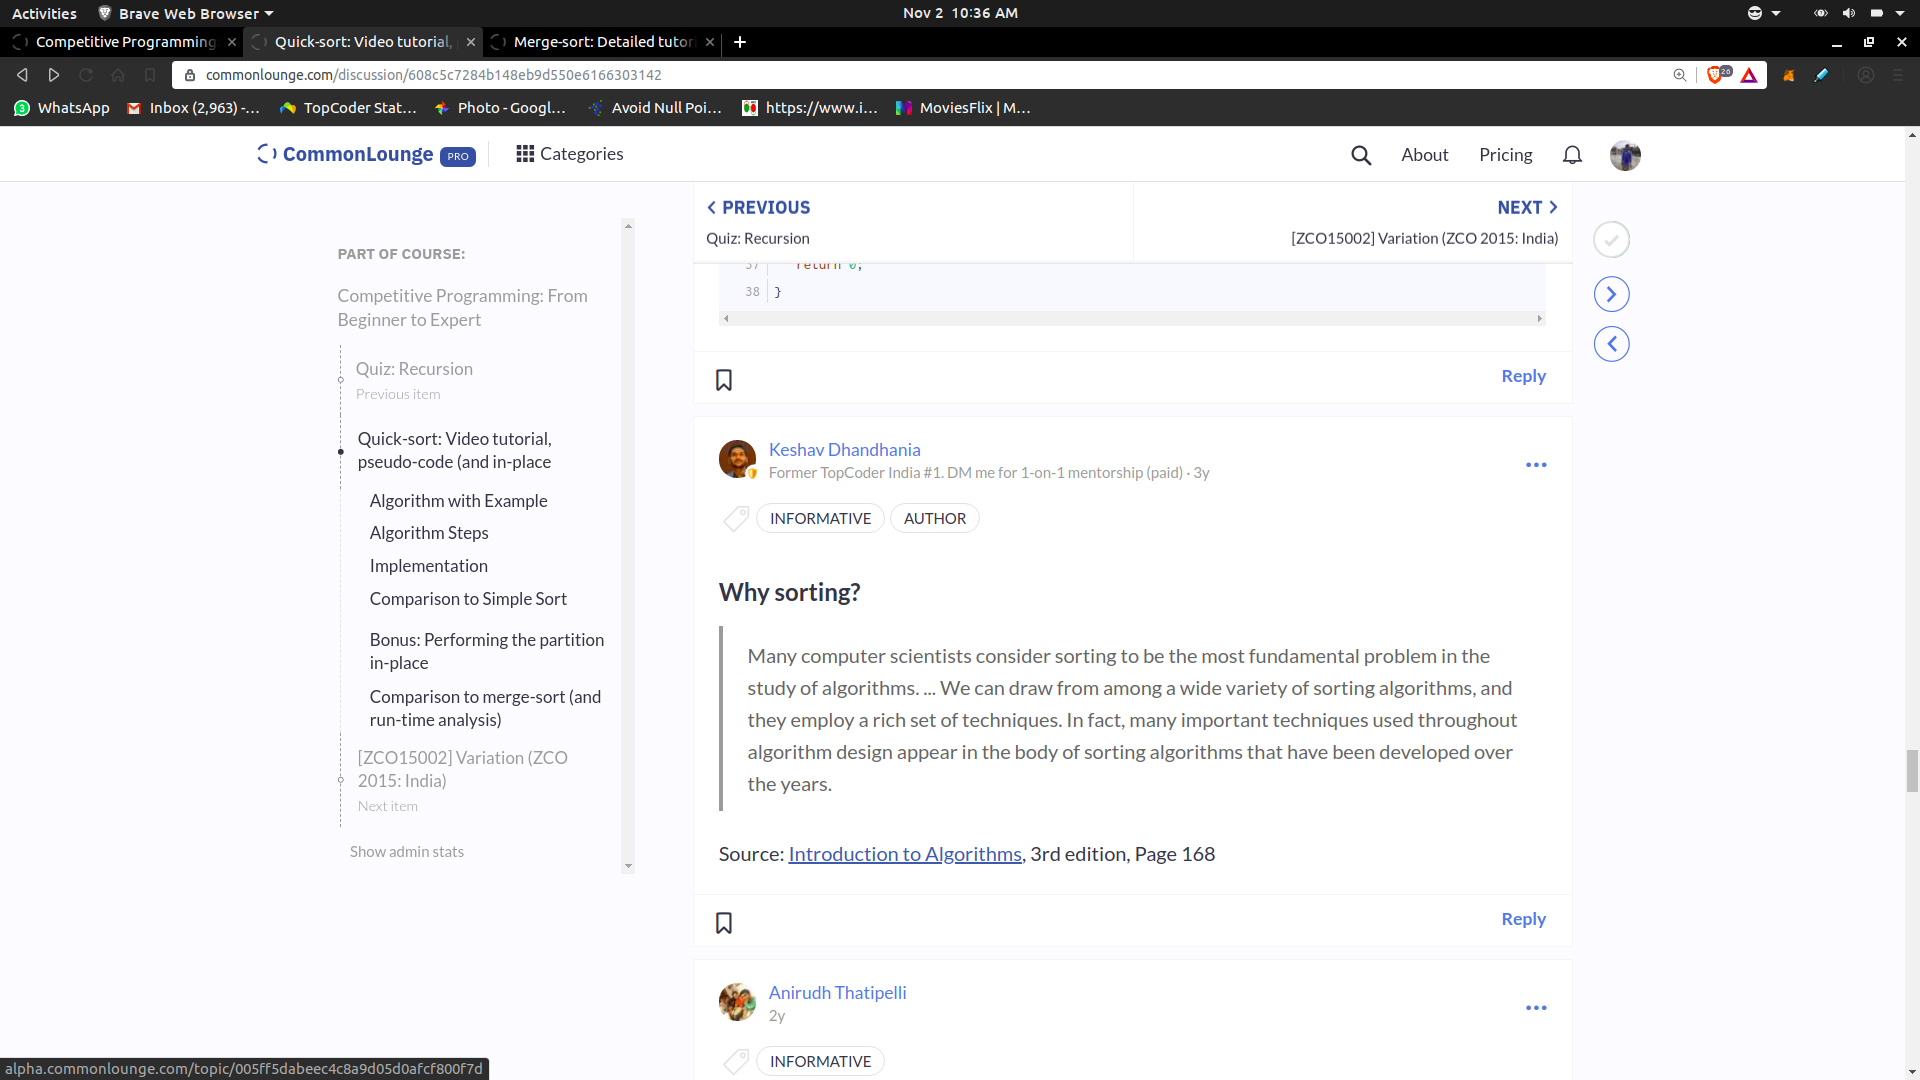 Activities
Brave Web Browser
Nov 2 10:36 AM
Competitive Programming
Quick-sort: Video tutorial,
Merge-sort: Detailed tutori
commonlounge.com/discussion/608c5c7284b148eb9d550e6166303142
26
3 WhatsApp
Inbox (2,963) -...
TopCoder Stat...
Photo - Googl...
Avoid Null Poi...
https://www.i...
MoviesFlix | M...
CommonLounge PRO
Categories
About
Pricing
PREVIOUS
Quiz: Recursion
NEXT
[ZCO15002] Variation (ZCO 2015: India)
PART OF COURSE:
Competitive Programming: From
Beginner to Expert
Quiz: Recursion
Previous item
Quick-sort: Video tutorial,
pseudo-code (and in-place
Algorithm with Example
Algorithm Steps
Implementation
Comparison to Simple Sort
Bonus: Performing the partition
in-place
Comparison to merge-sort (and
run-time analysis)
[ZCO15002] Variation (ZCO
2015: India)
Next item
Show admin stats
37 return 0;
38 }
Reply
Keshav Dhandhania
Former TopCoder India #1. DM me for 1-on-1 mentorship (paid) · 3y
INFORMATIVE
AUTHOR
Why sorting?
Many computer scientists consider sorting to be the most fundamental problem in the
study of algorithms. ... We can draw from among a wide variety of sorting algorithms, and
they employ a rich set of techniques. In fact, many important techniques used throughout
algorithm design appear in the body of sorting algorithms that have been developed over
the years.
Source: Introduction to Algorithms, 3rd edition, Page 168
Reply
Anirudh Thatipelli
2y
INFORMATIVE
alpha.commonlounge.com/topic/005ff5dabeec4c8a9d05d0afcf800f7d